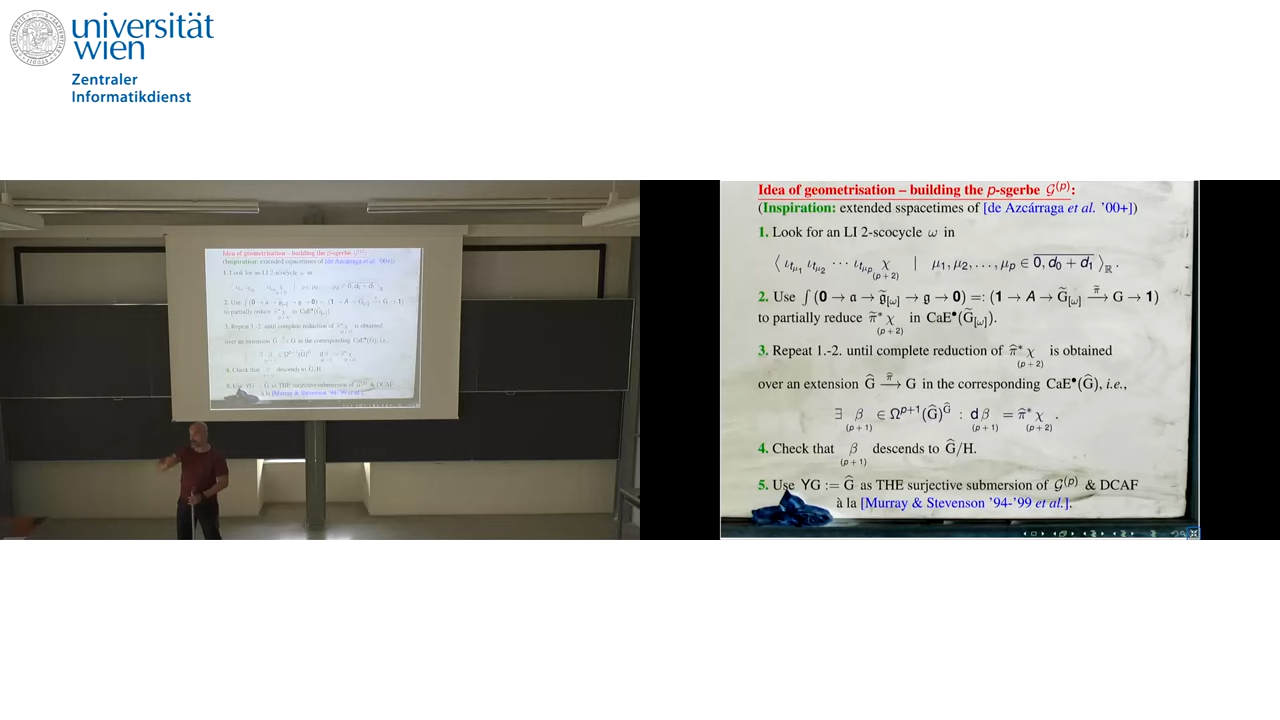 universität
wien
Zentraler
Informatikdienst
Idea of geometrisation – building the p-sgerbe 𝒢^(p):
(Inspiration: extended sspacetimes of [de Azcárraga et al. '00+])
1. Look for an LI 2-scocycle ω in
⟨ ι_{t_{μ1}} ι_{t_{μ2}} ⋯ ι_{t_{μp}} χ_{(p+2)} | μ₁, μ₂, …, μ_p ∈ \overline{0, d₀ + d₁} ⟩_ℝ .
2. Use ∫(0 → 𝔞 → 𝔤̃_[ω] → 𝔤 → 0) =: (1 → A → G̃_[ω] —π̃→ G → 1)
to partially reduce π̃* χ_{(p+2)} in CaE•(G̃_[ω]).
3. Repeat 1.-2. until complete reduction of π̂* χ_{(p+2)} is obtained
over an extension Ĝ —π̂→ G in the corresponding CaE•(Ĝ), i.e.,
∃ β_{(p+1)} ∈ Ω^{p+1}(Ĝ)^Ĝ : d β_{(p+1)} = π̂* χ_{(p+2)} .
4. Check that β_{(p+1)} descends to Ĝ/H.
5. Use YG := Ĝ as THE surjective submersion of 𝒢^(p) & DCAF
à la [Murray & Stevenson '94-'99 et al.].